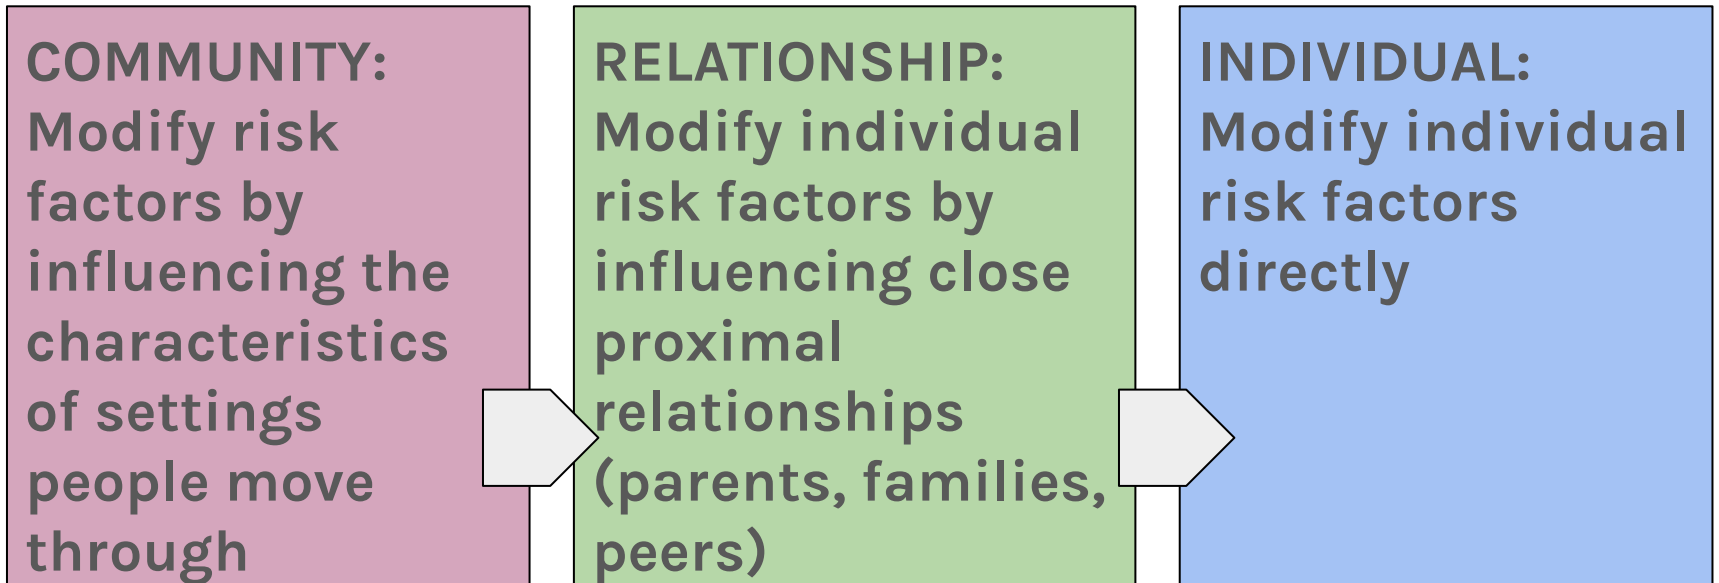 COMMUNITY:
Modify risk
factors by
influencing the
characteristics
of settings
people move
through
RELATIONSHIP:
Modify individual
risk factors by
influencing close
proximal
relationships
(parents, families,
peers)
INDIVIDUAL:
Modify individual
risk factors
directly